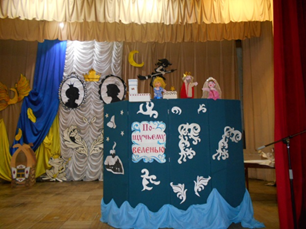 По
щучьему
велению